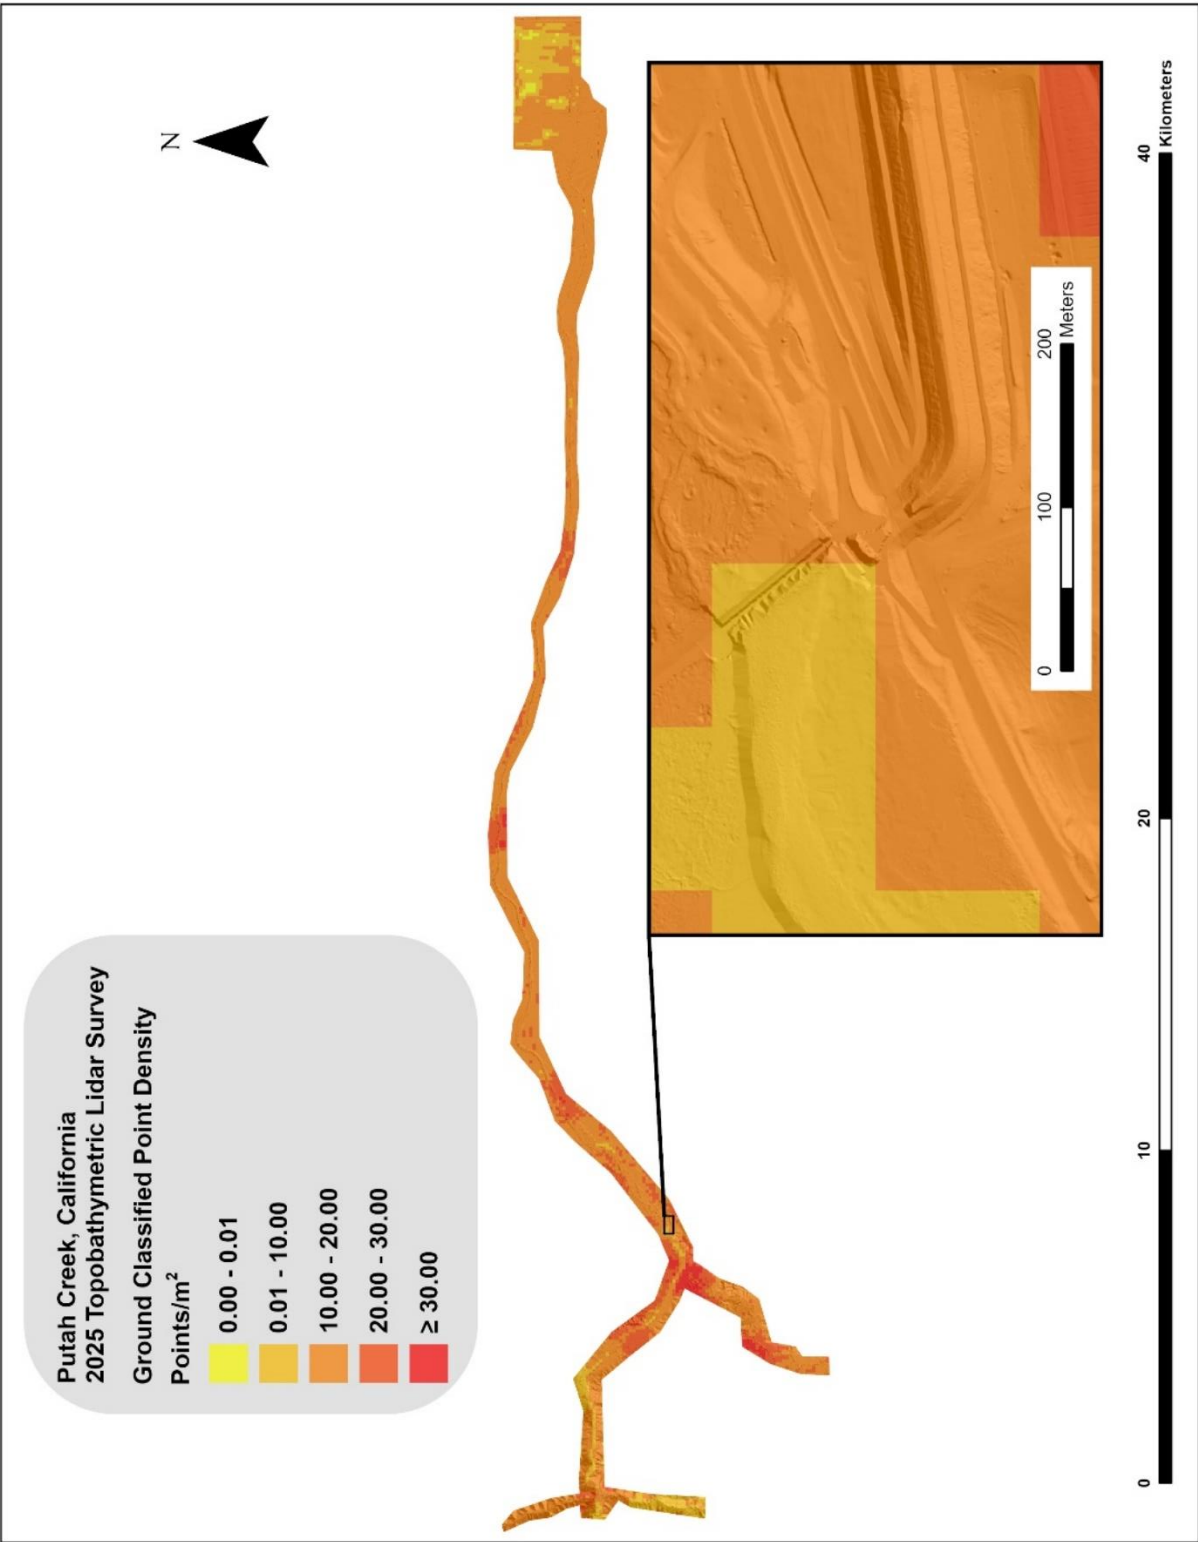 Putah Creek, California
2025 Topobathymetric Lidar Survey
Ground Classified Point Density
Points/m²
0.00 - 0.01
0.01 - 10.00
10.00 - 20.00
20.00 - 30.00
≥ 30.00
N
0 100 200
Meters
0 10 20 40
Kilometers